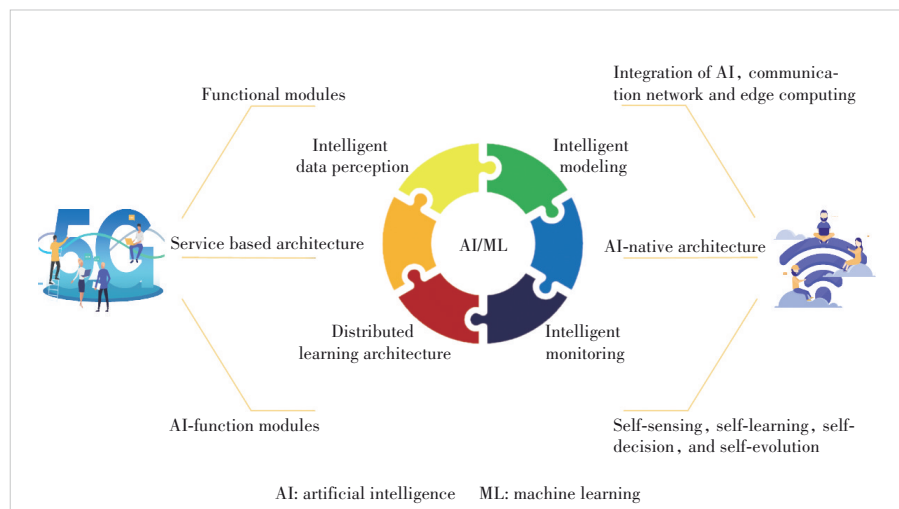 Integration of AI, communica-
tion network and edge computing
Functional modules
Intelligent
data perception
Intelligent
modeling
5G
Service based architecture
AI/ML
AI-native architecture
Distributed
learning architecture
Intelligent
monitoring
AI-function modules
Self-sensing, self-learning, self-
decision, and self-evolution
AI: artificial intelligence ML: machine learning